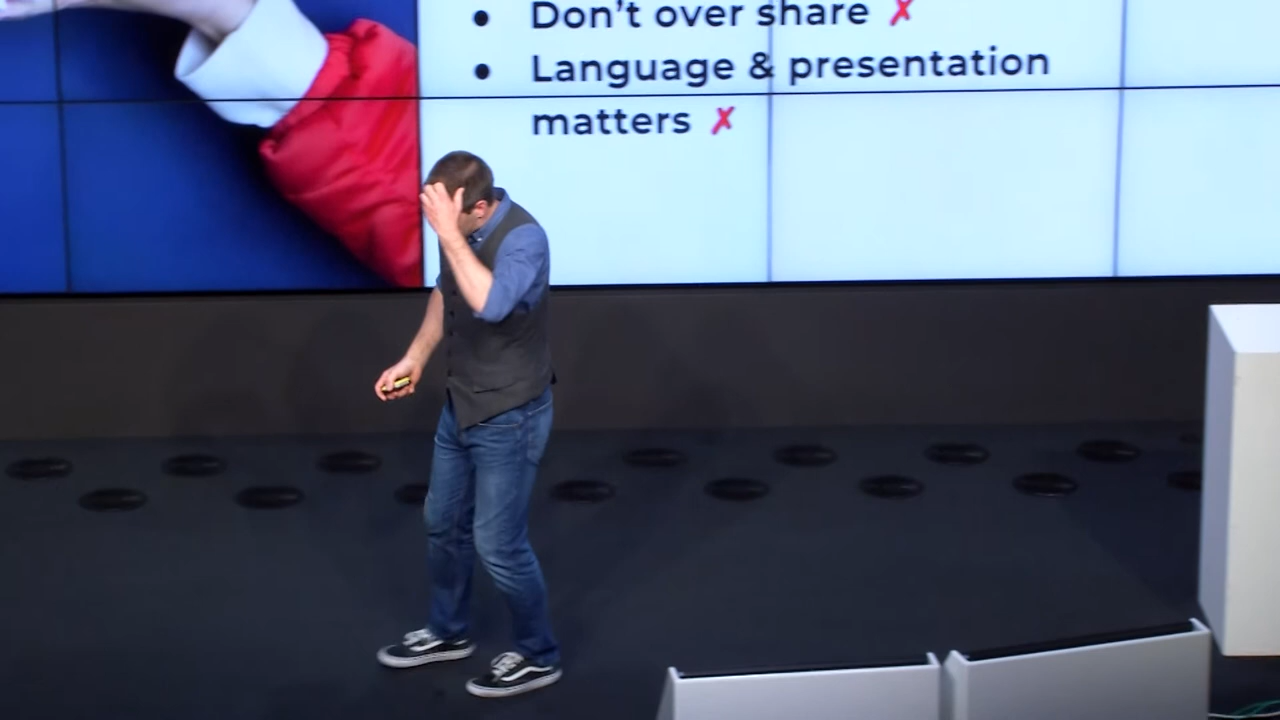 • Don't over share ✗
• Language & presentation
matters ✗